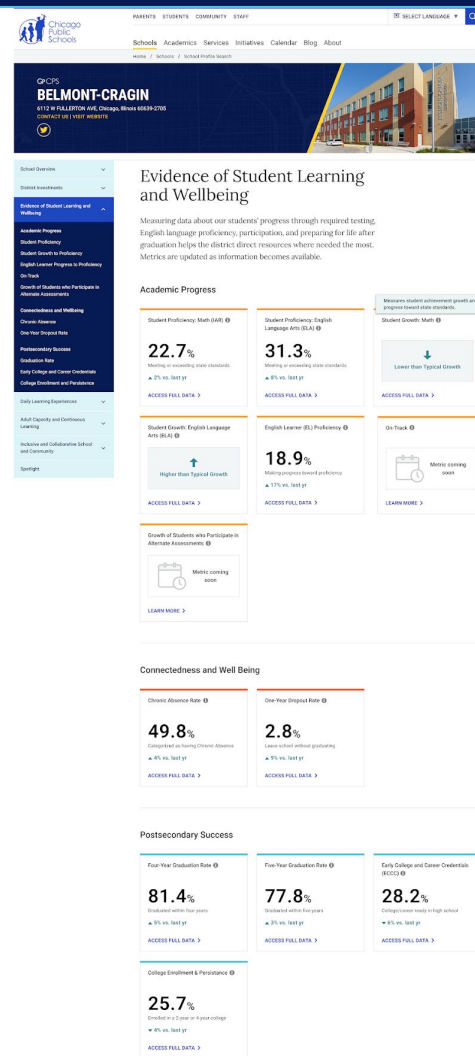 PARENTS STUDENTS COMMUNITY STAFF
SELECT LANGUAGE
Chicago
Public
Schools
Schools Academics Services Initiatives Calendar Blog About
Home / Schools / School Profile Search
CPS
BELMONT-CRAGIN
6112 W FULLERTON AVE, Chicago, Illinois 60639-2705
CONTACT US | VISIT WEBSITE
School Overview
District Investments
Evidence of Student Learning and
Wellbeing
Academic Progress
Student Proficiency
Student Growth to Proficiency
English Learner Progress to Proficiency
On-Track
Growth of Students who Participate in
Alternate Assessments
Connectedness and Wellbeing
Chronic Absence
One-Year Dropout Rate
Postsecondary Success
Graduation Rate
Early College and Career Credentials
College Enrollment and Persistence
Daily Learning Experiences
Adult Capacity and Continuous
Learning
Inclusive and Collaborative School
and Community
Spotlight
Evidence of Student Learning
and Wellbeing
Measuring data about our students' progress through required testing,
English language proficiency, participation, and preparing for life after
graduation helps the district direct resources where needed the most.
Metrics are updated as information becomes available.
Academic Progress
Measures student achievement growth an
progress toward state standards.
Student Proficiency: Math (IAR)
22.7%
Meeting or exceeding state standards
▲ 2% vs. last yr
ACCESS FULL DATA >
Student Proficiency: English
Language Arts (ELA)
31.3%
Meeting or exceeding state standards
▲ 8% vs. last yr
ACCESS FULL DATA >
Student Growth: Math
Lower than Typical Growth
ACCESS FULL DATA >
Student Growth: English Language
Arts (ELA)
Higher than Typical Growth
ACCESS FULL DATA >
English Learner (EL) Proficiency
18.9%
Making progress toward proficiency
▲ 17% vs. last yr
ACCESS FULL DATA >
On-Track
Metric coming
soon
LEARN MORE >
Growth of Students who Participate in
Alternate Assessments
Metric coming
soon
LEARN MORE >
Connectedness and Well Being
Chronic Absence Rate
49.8%
Categorized as having Chronic Absence
▲ 4% vs. last yr
ACCESS FULL DATA >
One-Year Dropout Rate
2.8%
Leave school without graduating
▲ 9% vs. last yr
ACCESS FULL DATA >
Postsecondary Success
Four-Year Graduation Rate
81.4%
Graduated within four years
▲ 5% vs. last yr
ACCESS FULL DATA >
Five-Year Graduation Rate
77.8%
Graduated within five years
▲ 3% vs. last yr
ACCESS FULL DATA >
Early College and Career Credentials
(ECCC)
28.2%
College/career ready in high school
▼ 6% vs. last yr
ACCESS FULL DATA >
College Enrollment & Persistance
25.7%
Enrolled in a 2-year or 4-year college
▼ 4% vs. last yr
ACCESS FULL DATA >